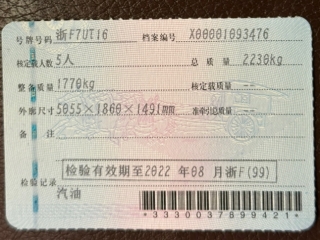 号牌号码 浙F7UT16 档案编号 X00001093476
核定载人数 5人 总 质 量 2230kg
整备质量 1770kg 核定载质量 --
外廓尺寸 5055×1860×1491mm 准牵引总质量 --
备 注
检验有效期至2022 年08 月浙F(99)
检验记录
汽油
*3330037899421*